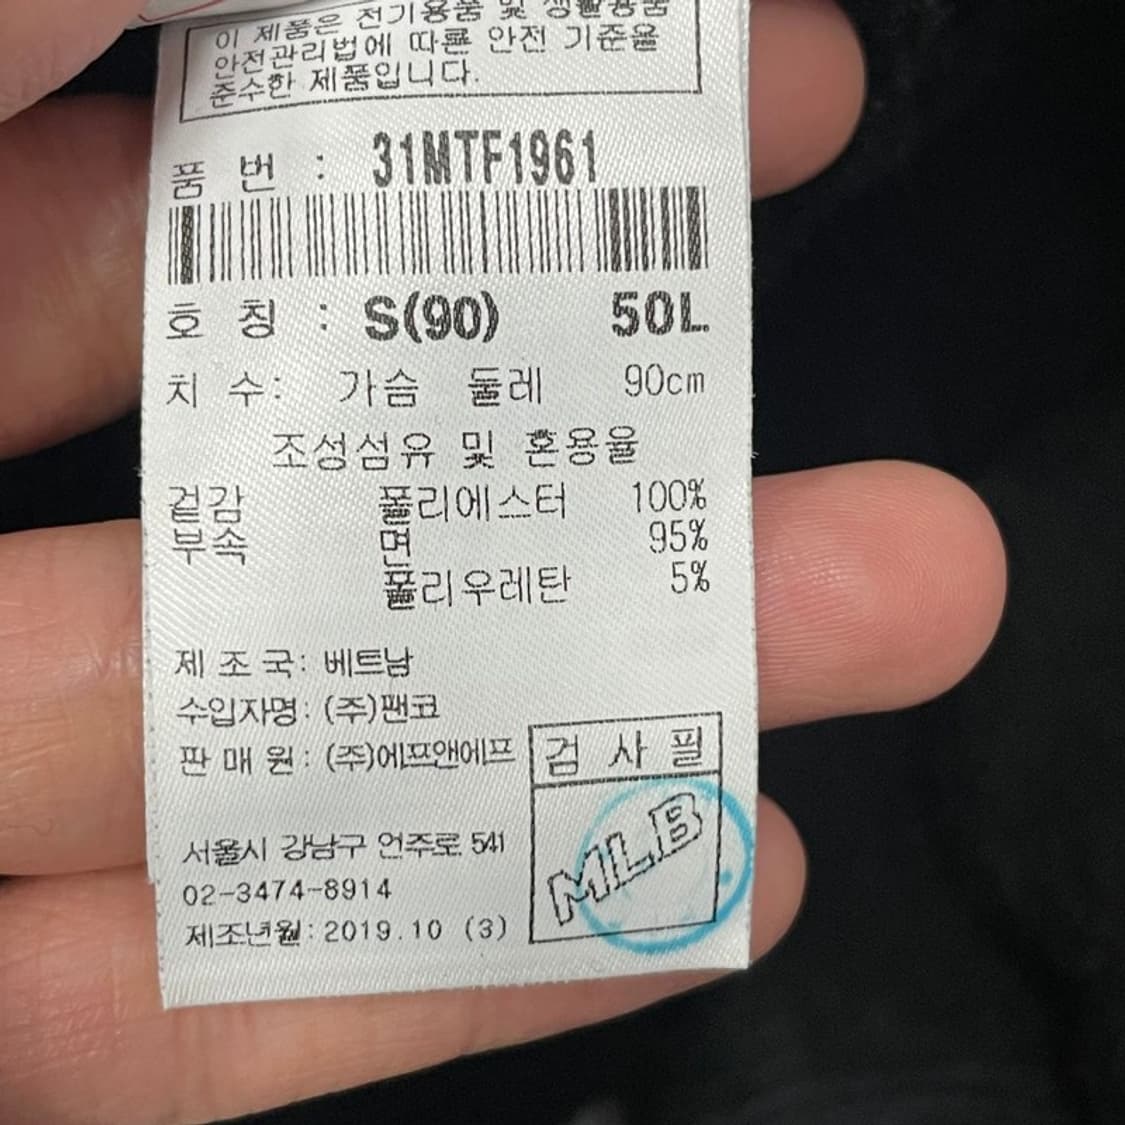 이 제품은 전기용품 및 생활용품
안전관리법에 따른 안전 기준을
준수한 제품입니다.
품 번 : 31MTF1961
호 칭 : S(90) 50L
치 수: 가슴 둘레 90cm
조성섬유 및 혼용율
겉감 폴리에스터 100%
부속 면 95%
폴리우레탄 5%
제 조 국: 베트남
수입자명: (주)팬코
판 매 원: (주)에프앤에프
검 사 필
MLB
서울시 강남구 언주로 541
02-3474-8914
제조년월: 2019.10 (3)